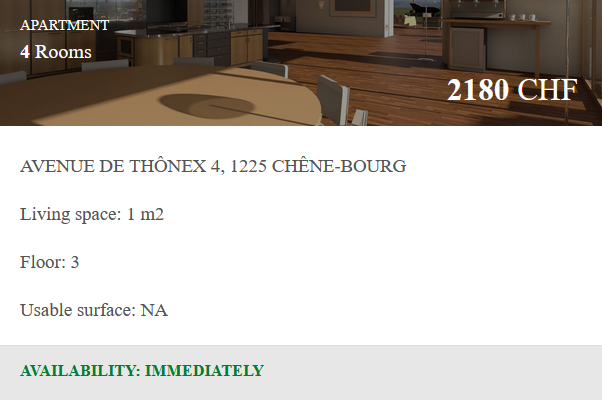 APARTMENT
4 Rooms
2180 CHF
AVENUE DE THÔNEX 4, 1225 CHÊNE-BOURG
Living space: 1 m2
Floor: 3
Usable surface: NA
AVAILABILITY: IMMEDIATELY